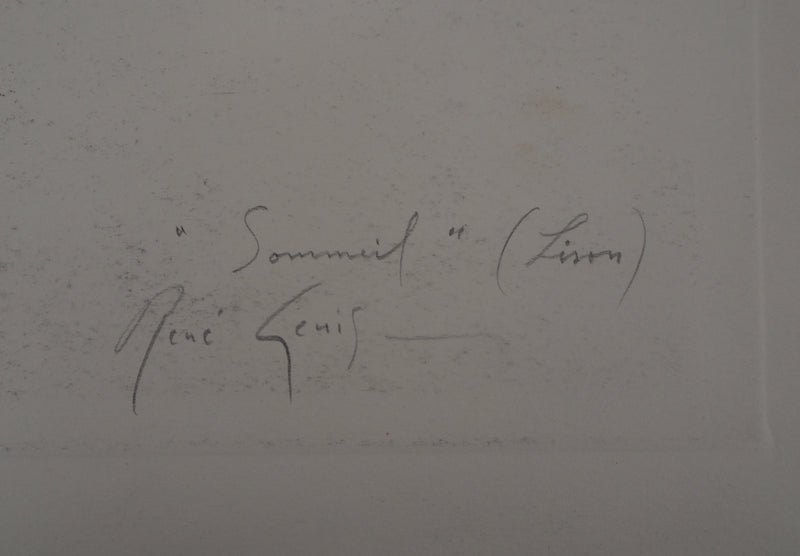 " Sommeil " (Lison)
René Genis